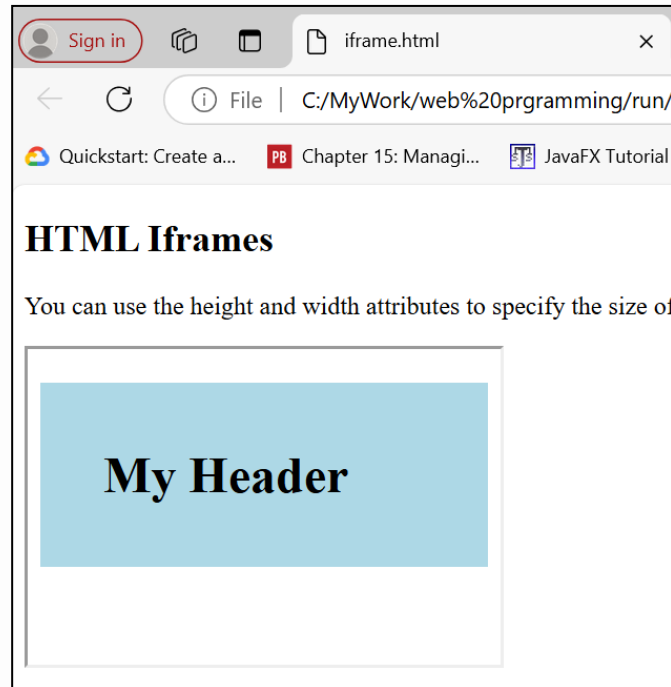 Sign in
iframe.html
File
C:/MyWork/web%20prgramming/run/
Quickstart: Create a...
PB
Chapter 15: Managi...
JavaFX Tutorial
HTML Iframes
You can use the height and width attributes to specify the size of
My Header